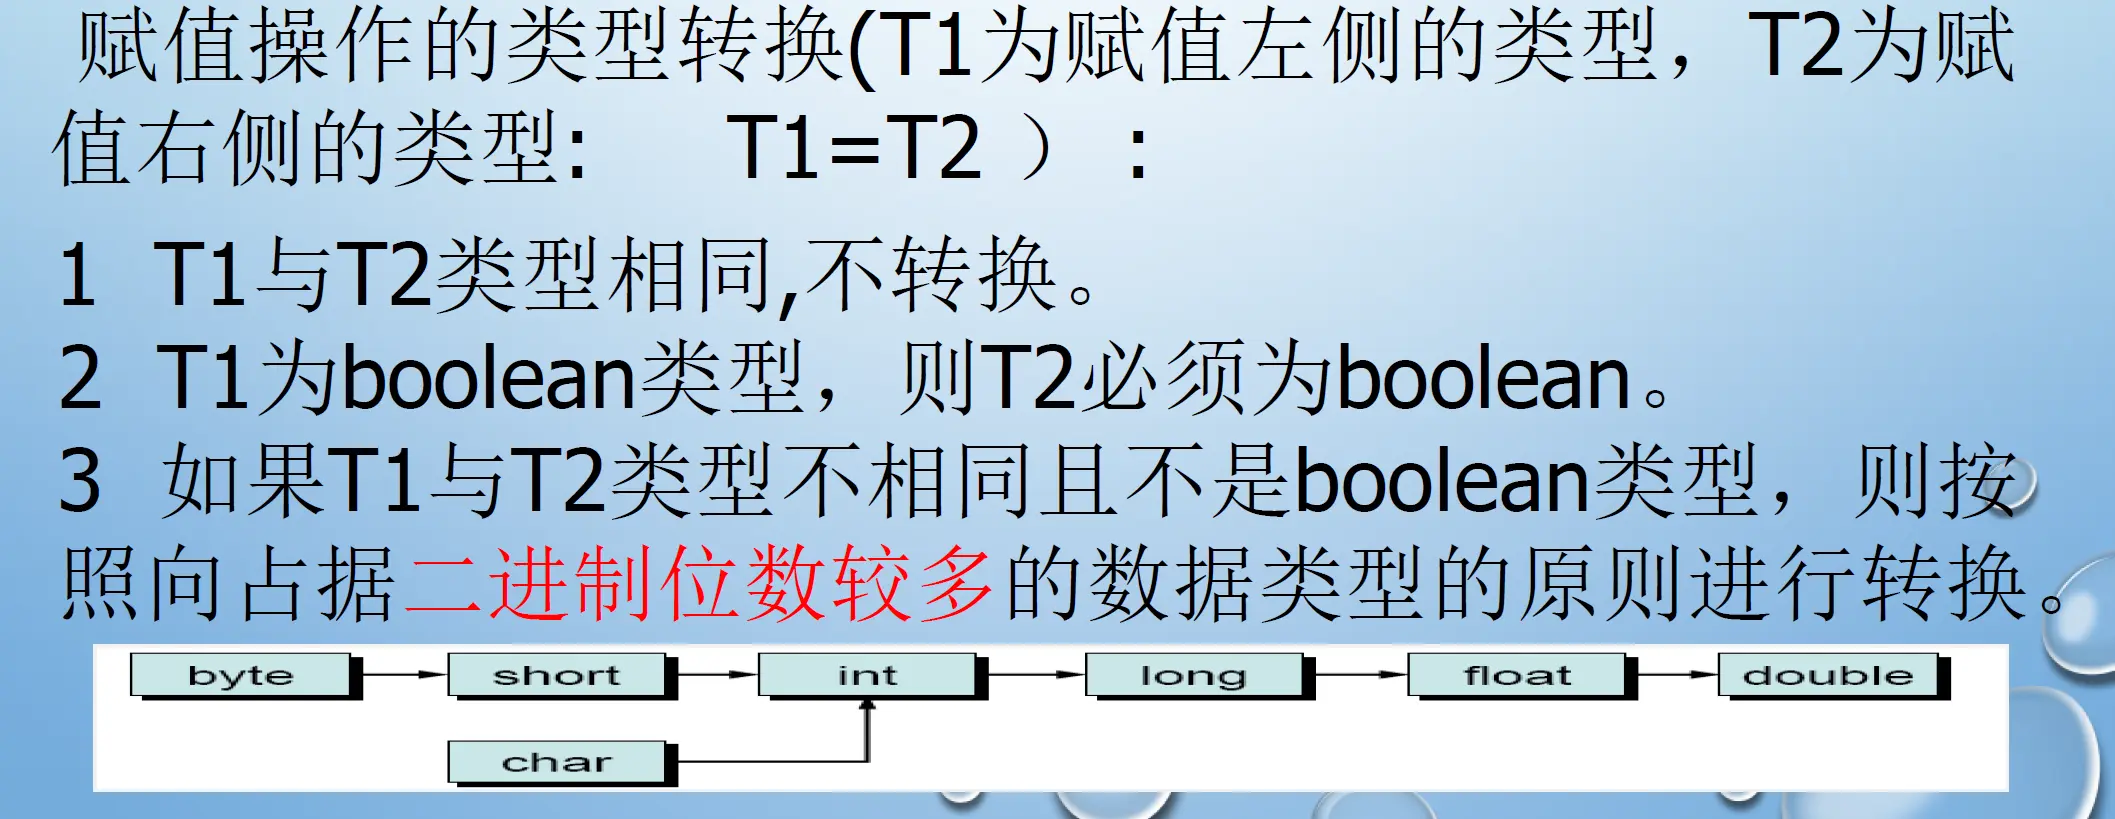 赋值操作的类型转换(T1为赋值左侧的类型，T2为赋
值右侧的类型: T1=T2 ） :
1 T1与T2类型相同,不转换。
2 T1为boolean类型，则T2必须为boolean。
3 如果T1与T2类型不相同且不是boolean类型，则按
照向占据二进制位数较多的数据类型的原则进行转换。
byte short int long float double
char